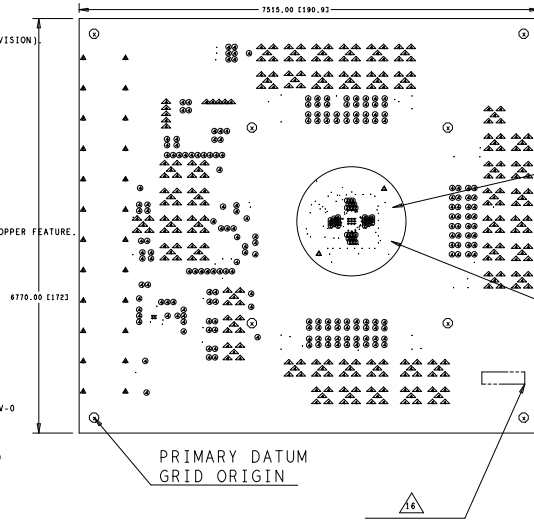 7515.00 [190.9]
VISION).
OPPER FEATURE.
6770.00 [172]
V-0
PRIMARY DATUM
GRID ORIGIN
16